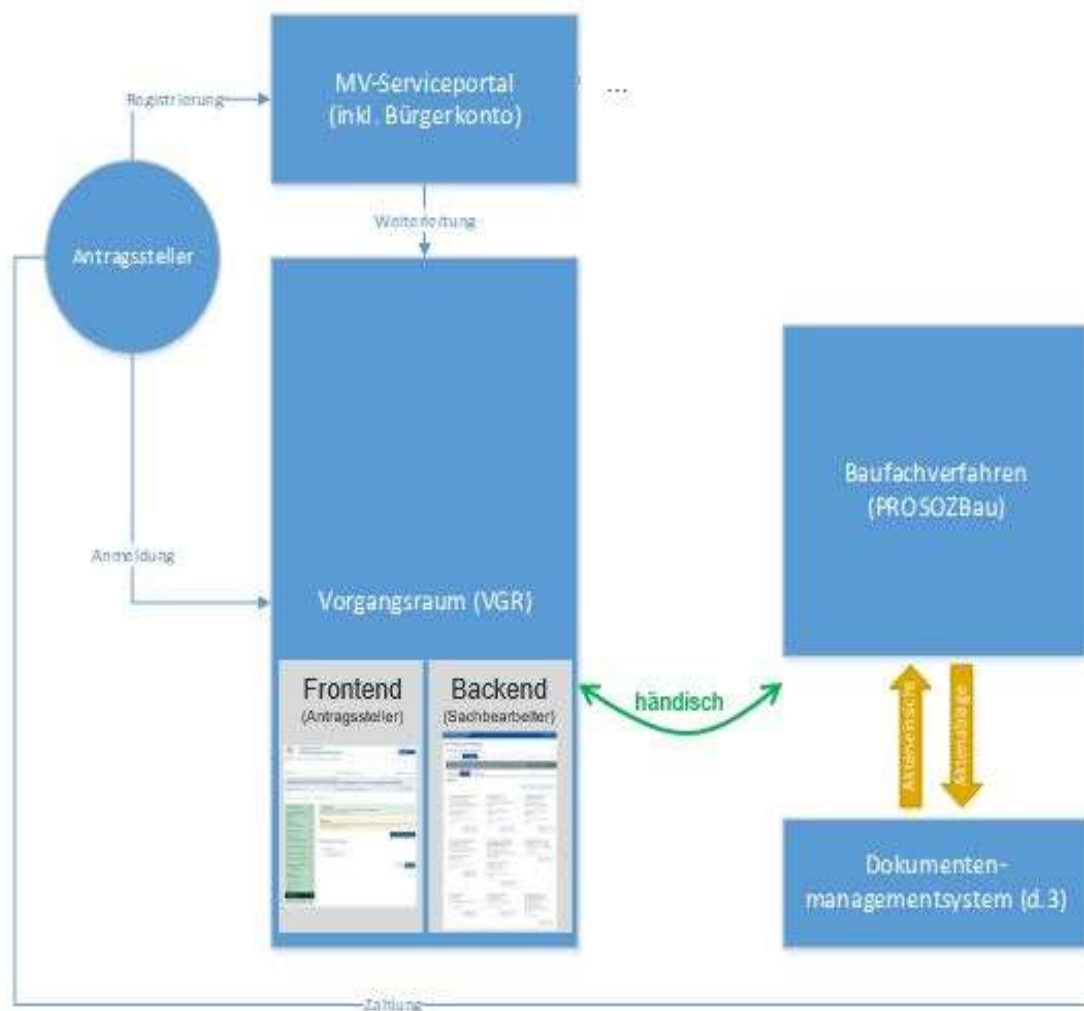 MV-Serviceportal
(inkl. Bürgerkonto)
...
Registrierung
Weiterleitung
Antragssteller
Baufachverfahren
(PROSOZBau)
Anmeldung
Vorgangsraum (VGR)
Frontend
(Antragssteller)
Backend
(Sachbearbeiter)
händisch
Akteneinsicht
Aktenablage
Dokumenten-
managementsystem (d.3)
Zahlung